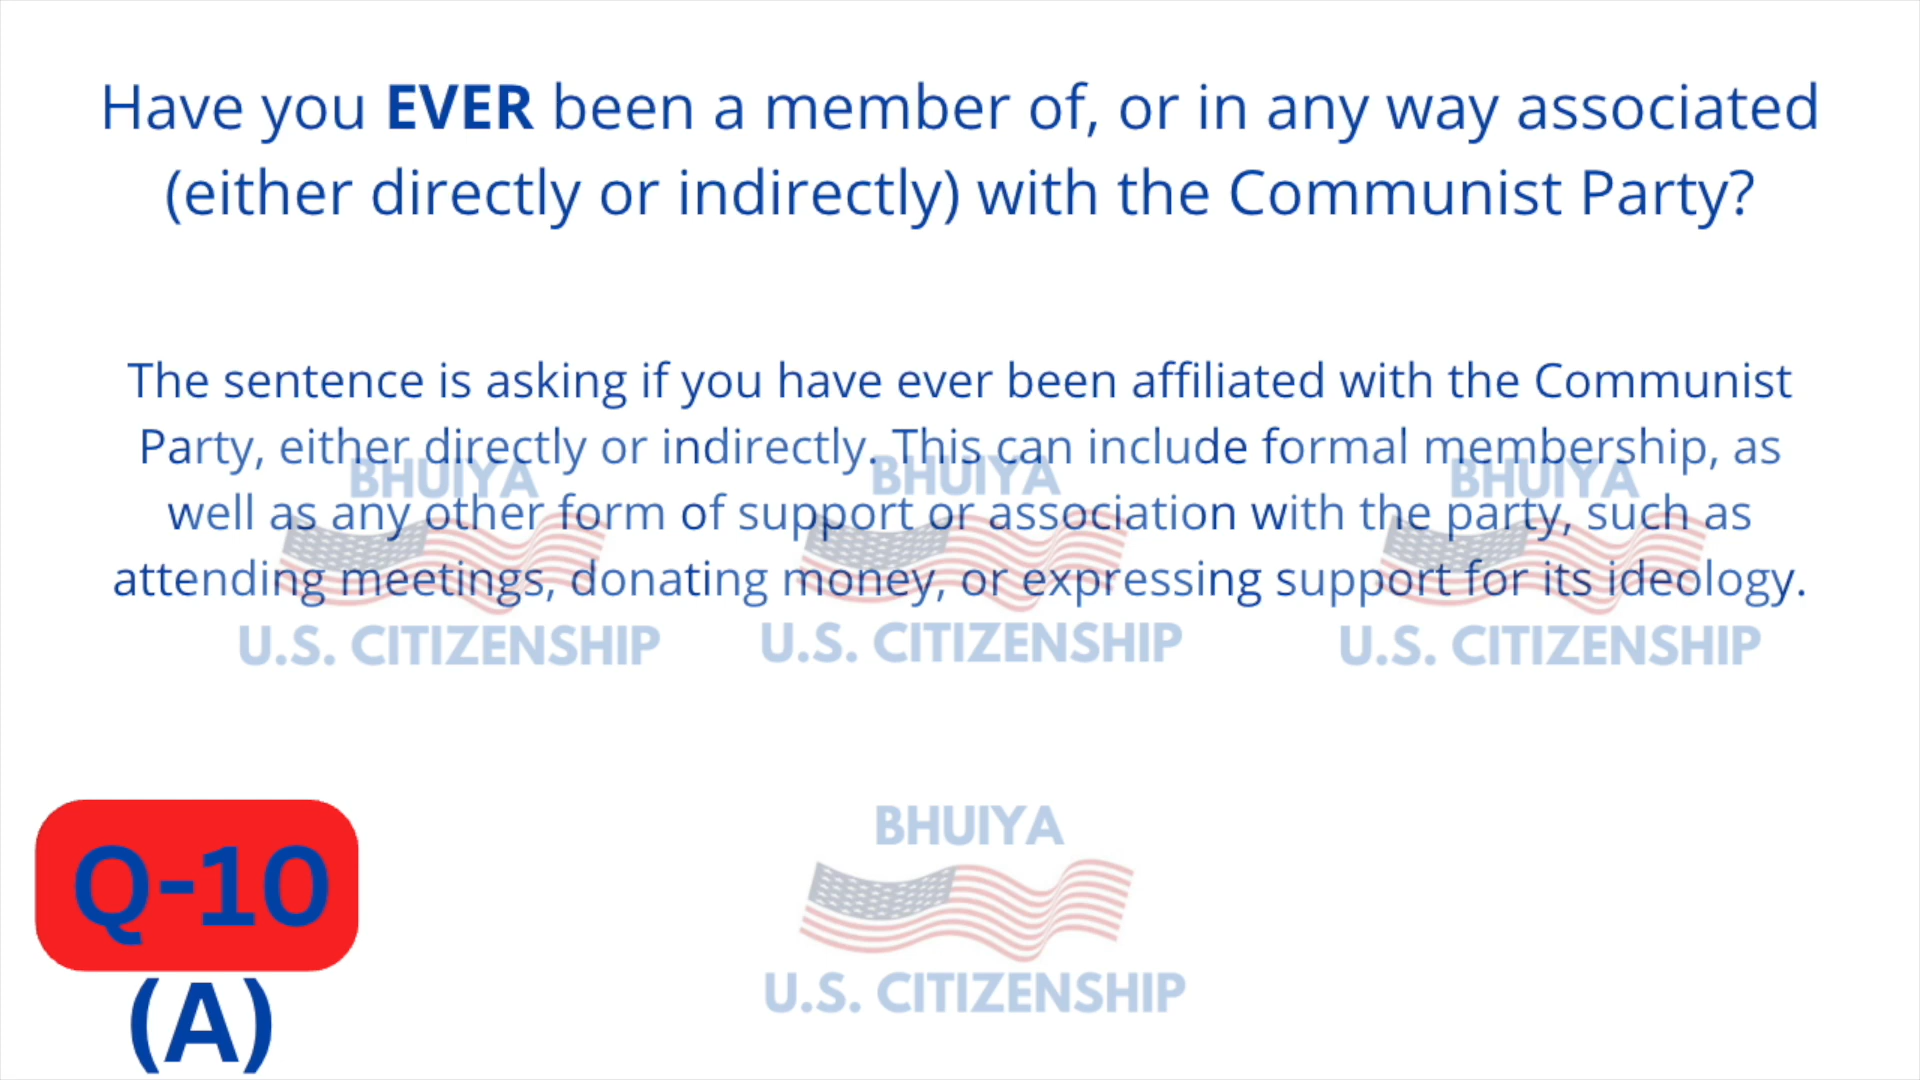 Have you EVER been a member of, or in any way associated
(either directly or indirectly) with the Communist Party?
The sentence is asking if you have ever been affiliated with the Communist
Party, either directly or indirectly. This can include formal membership, as
well as any other form of support or association with the party, such as
attending meetings, donating money, or expressing support for its ideology.
BHUIYA
U.S. CITIZENSHIP
BHUIYA
U.S. CITIZENSHIP
BHUIYA
U.S. CITIZENSHIP
Q-10
(A)
BHUIYA
U.S. CITIZENSHIP